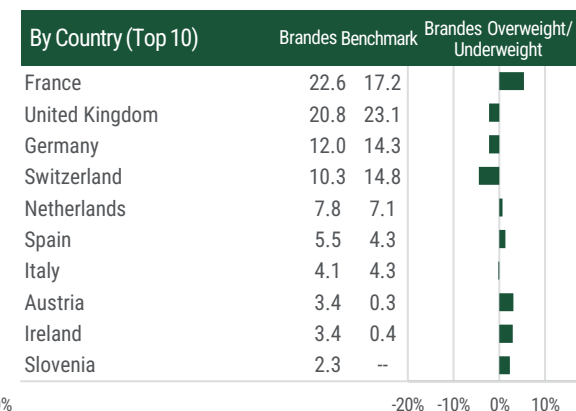 By Country (Top 10) Brandes Benchmark Brandes Overweight/
Underweight
France 22.6 17.2
United Kingdom 20.8 23.1
Germany 12.0 14.3
Switzerland 10.3 14.8
Netherlands 7.8 7.1
Spain 5.5 4.3
Italy 4.1 4.3
Austria 3.4 0.3
Ireland 3.4 0.4
Slovenia 2.3 --
-20% -10% 0% 10%